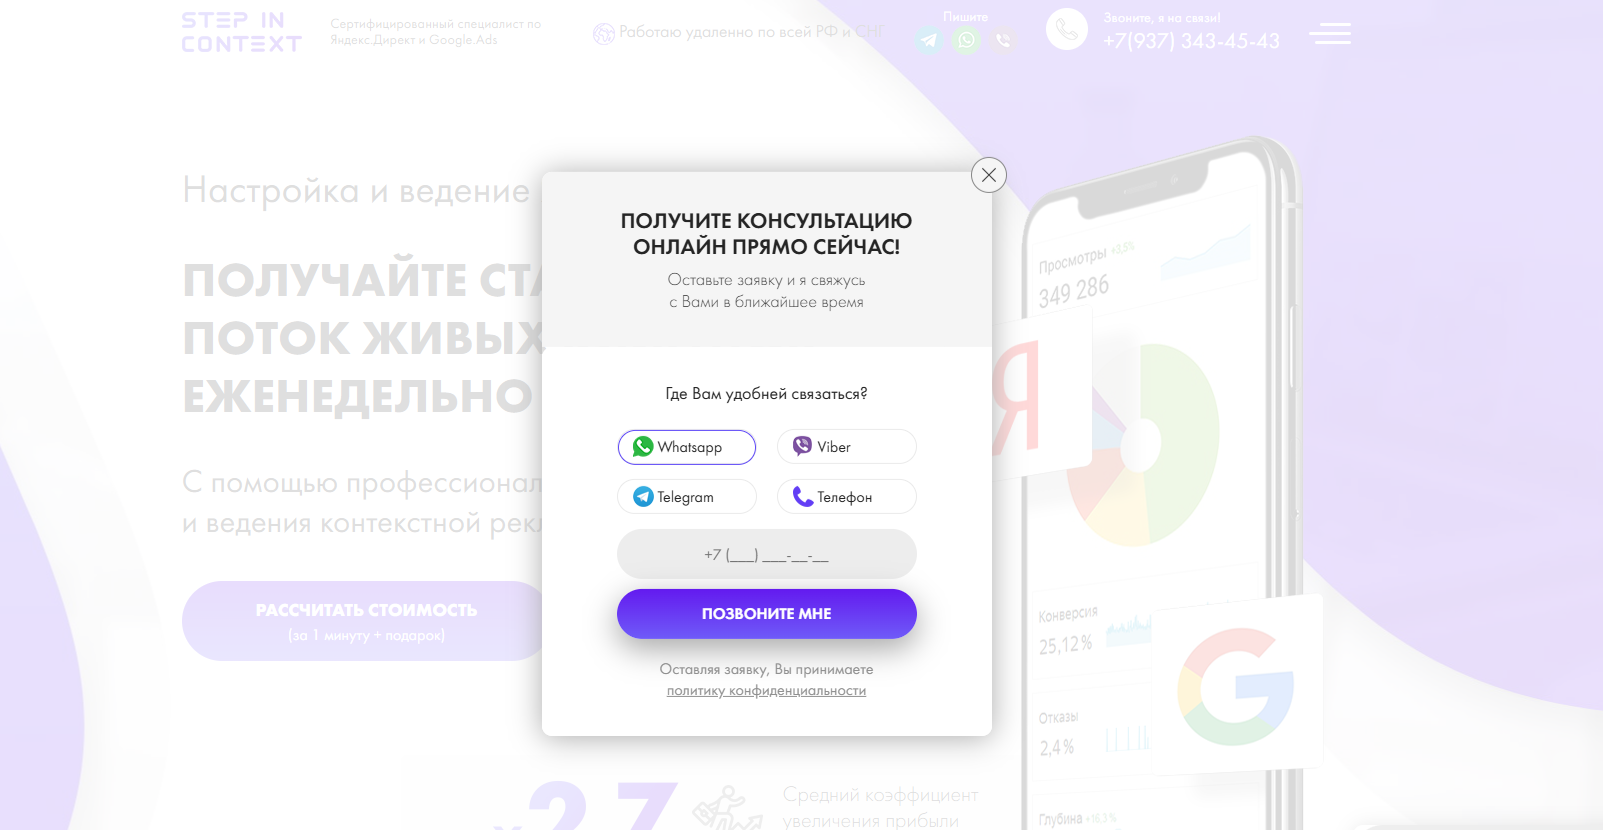 STEP IN
CONTEXT
Сертифицированный специалист по
Яндекс.Директ и Google.Ads
Работаю удаленно по всей РФ и СНГ
Пишите
Звоните, я на связи!
+7(937) 343-45-43
Настройка и ведение
ПОЛУЧАЙТЕ
ПОТОК ЖИВЫХ
ЕЖЕНЕДЕЛЬНО
С помощью
и ведения контекстной
РАССЧИТАТЬ СТОИМОСТЬ
(за 1 минуту + подарок)
ПОЛУЧИТЕ КОНСУЛЬТАЦИЮ
ОНЛАЙН ПРЯМО СЕЙЧАС!
Оставьте заявку и я свяжусь
с Вами в ближайшее время
Где Вам удобней связаться?
Whatsapp
Viber
Telegram
Телефон
+7 (___) ___-__-__
ПОЗВОНИТЕ МНЕ
Оставляя заявку, Вы принимаете
политику конфиденциальности
Просмотры +3,5%
349 286
Я
Конверсия
25,12%
G
Отказы
2,4%
Глубина +16,3%
x2,7
Средний коэффициент
увеличения прибыли